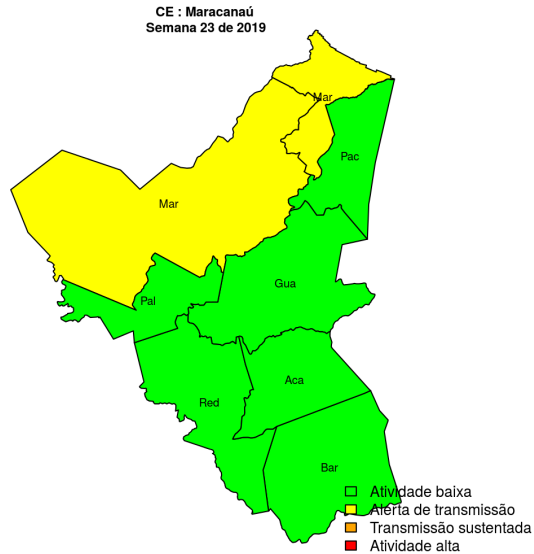 CE : Maracanaú
Semana 23 de 2019
Mar
Pac
Mar
Gua
Pal
Aca
Red
Bar
Atividade baixa
Alerta de transmissão
Transmissão sustentada
Atividade alta